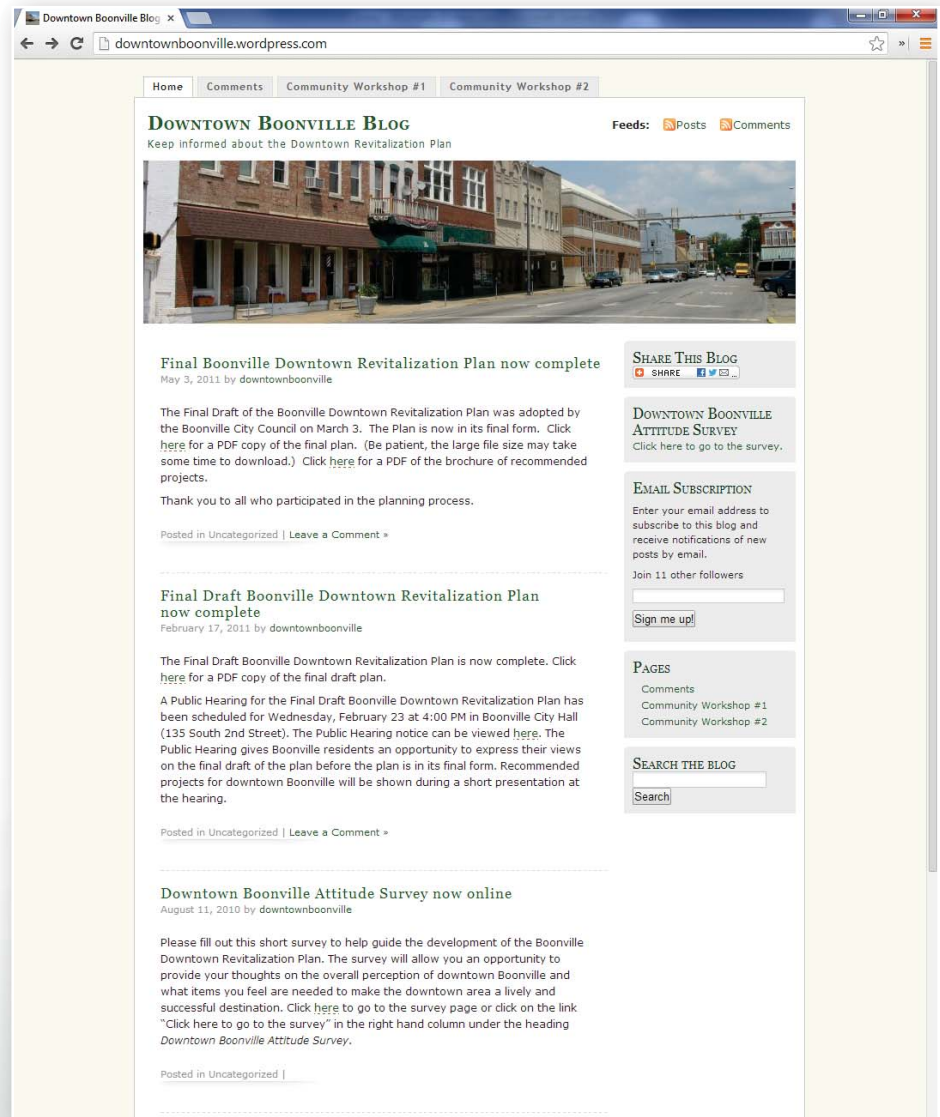 Downtown Boonville Blog
downtownboonville.wordpress.com
Home Comments Community Workshop #1 Community Workshop #2
Downtown Boonville Blog
Keep informed about the Downtown Revitalization Plan
Feeds: Posts Comments
Final Boonville Downtown Revitalization Plan now complete
May 3, 2011 by downtownboonville
The Final Draft of the Boonville Downtown Revitalization Plan was adopted by
the Boonville City Council on March 3. The Plan is now in its final form. Click
here for a PDF copy of the final plan. (Be patient, the large file size may take
some time to download.) Click here for a PDF of the brochure of recommended
projects.
Thank you to all who participated in the planning process.
Posted in Uncategorized | Leave a Comment »
Final Draft Boonville Downtown Revitalization Plan
now complete
February 17, 2011 by downtownboonville
The Final Draft Boonville Downtown Revitalization Plan is now complete. Click
here for a PDF copy of the final draft plan.
A Public Hearing for the Final Draft Boonville Downtown Revitalization Plan has
been scheduled for Wednesday, February 23 at 4:00 PM in Boonville City Hall
(135 South 2nd Street). The Public Hearing notice can be viewed here. The
Public Hearing gives Boonville residents an opportunity to express their views
on the final draft of the plan before the plan is in its final form. Recommended
projects for downtown Boonville will be shown during a short presentation at
the hearing.
Posted in Uncategorized | Leave a Comment »
Downtown Boonville Attitude Survey now online
August 11, 2010 by downtownboonville
Please fill out this short survey to help guide the development of the Boonville
Downtown Revitalization Plan. The survey will allow you an opportunity to
provide your thoughts on the overall perception of downtown Boonville and
what items you feel are needed to make the downtown area a lively and
successful destination. Click here to go to the survey page or click on the link
"Click here to go to the survey" in the right hand column under the heading
Downtown Boonville Attitude Survey.
Posted in Uncategorized |
Share This Blog
SHARE
Downtown Boonville
Attitude Survey
Click here to go to the survey.
Email Subscription
Enter your email address to
subscribe to this blog and
receive notifications of new
posts by email.
Join 11 other followers
Sign me up!
Pages
Comments
Community Workshop #1
Community Workshop #2
Search the blog
Search